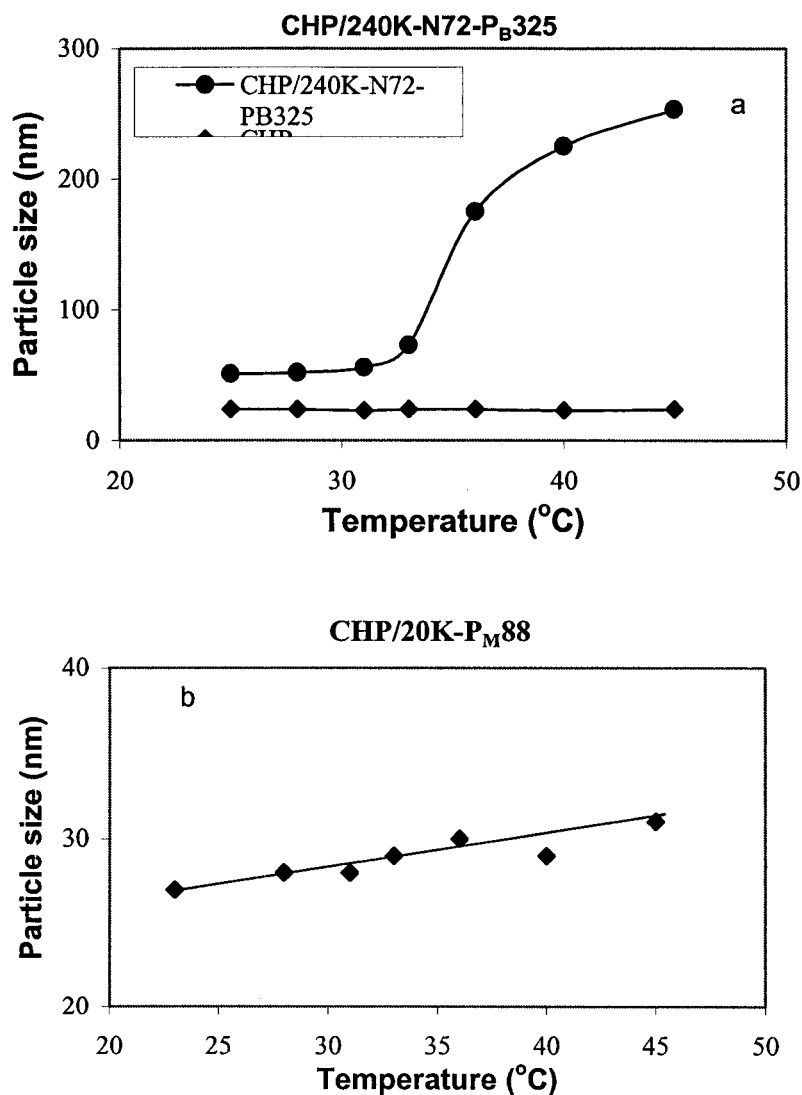 CHP/240K-N72-PB325
300
CHP/240K-N72-
PB325
CHP
a
200
100
0
Particle size (nm)
20
30
40
50
Temperature (°C)
CHP/20K-PM88
40
b
30
20
Particle size (nm)
20
25
30
35
40
45
50
Temperature (°C)